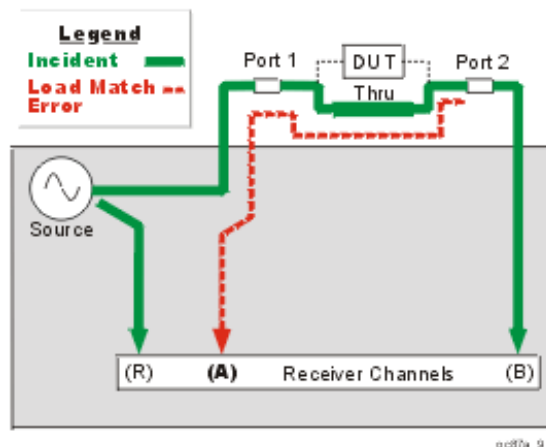 Legend
Incident
Load Match
Error
Port 1
DUT
Port 2
Thru
Source
(R)
(A)
Receiver Channels
(B)